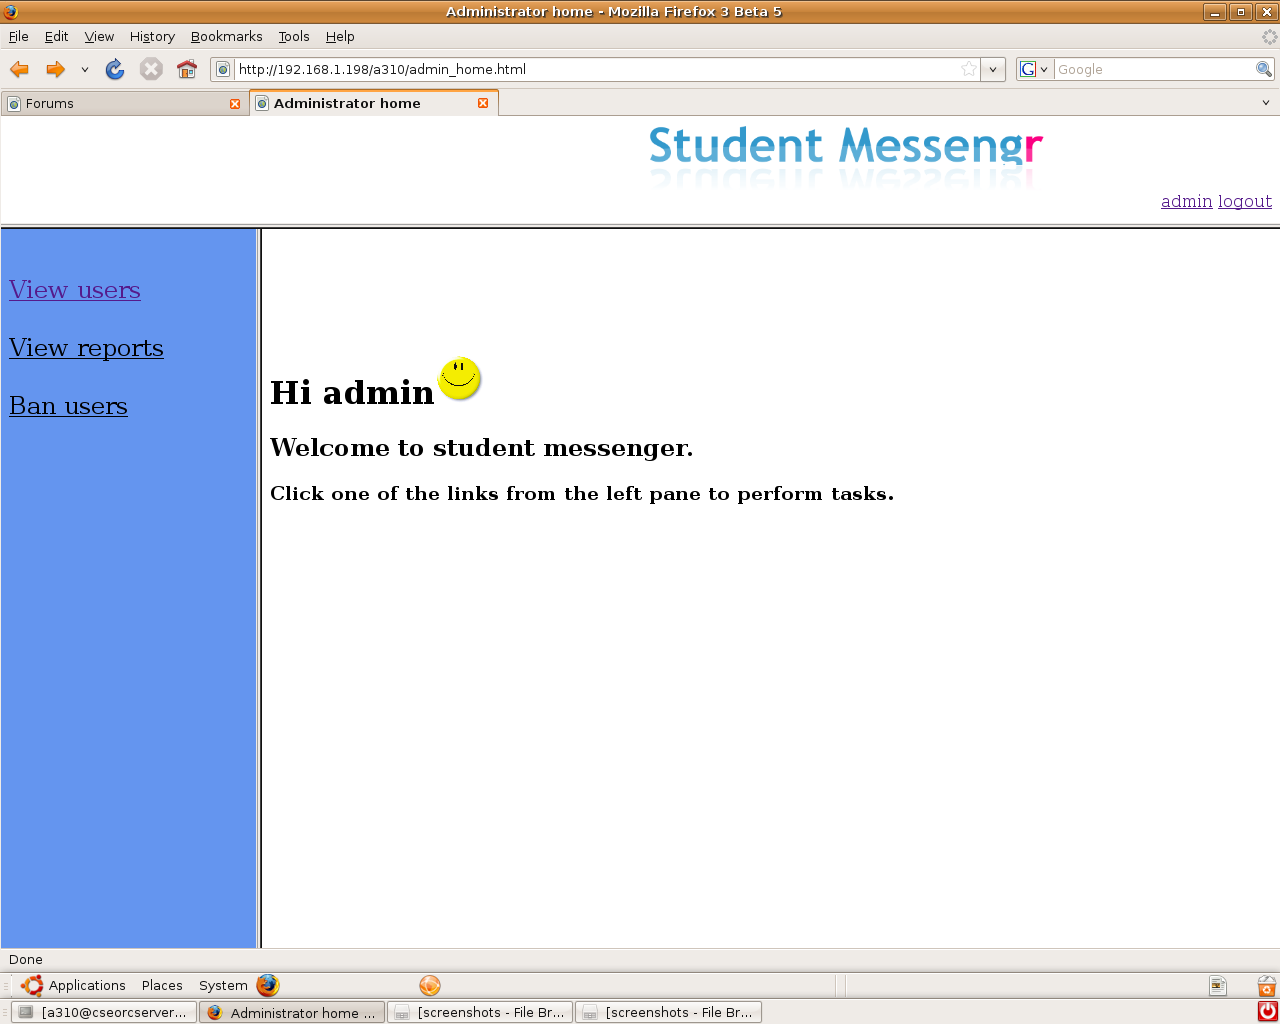 Administrator home - Mozilla Firefox 3 Beta 5
File Edit View History Bookmarks Tools Help
http://192.168.1.198/a310/admin_home.html
G Google
Forums
Administrator home
Student Messengr
admin logout
View users
View reports
Ban users
Hi admin
Welcome to student messenger.
Click one of the links from the left pane to perform tasks.
Done
Applications Places System
[a310@cseorcserver...
Administrator home ...
[screenshots - File Br...
[screenshots - File Br...